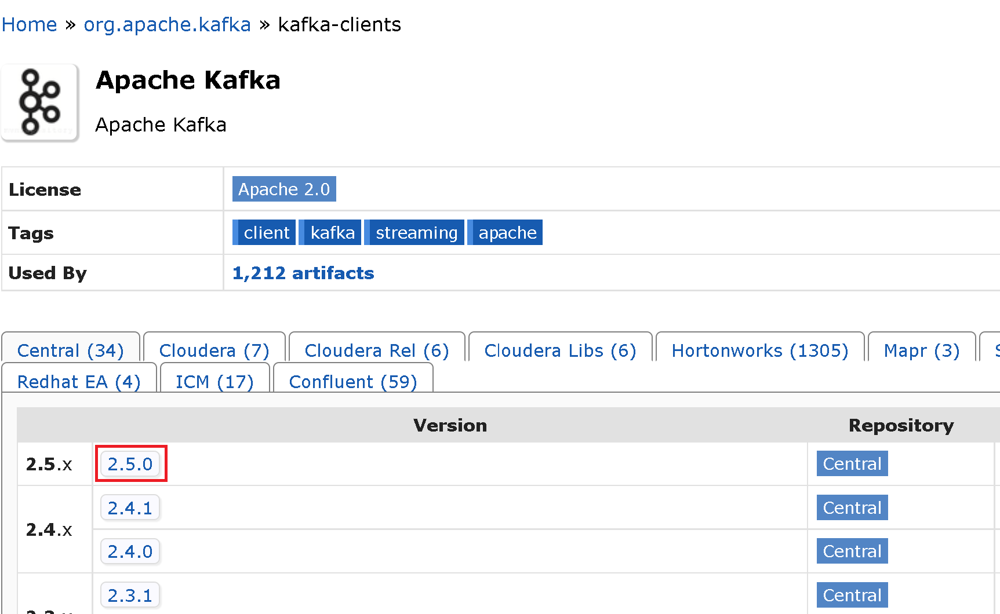 Home » org.apache.kafka » kafka-clients
Apache Kafka
Apache Kafka
License Apache 2.0
Tags client kafka streaming apache
Used By 1,212 artifacts
Central (34) Cloudera (7) Cloudera Rel (6) Cloudera Libs (6) Hortonworks (1305) Mapr (3)
Redhat EA (4) ICM (17) Confluent (59)
Version Repository
2.5.x 2.5.0 Central
2.4.1 Central
2.4.x
2.4.0 Central
2.3.1 Central